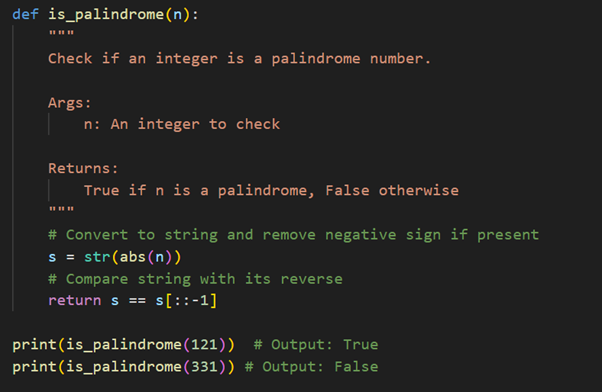 def is_palindrome(n):
    """
    Check if an integer is a palindrome number.

    Args:
        n: An integer to check

    Returns:
        True if n is a palindrome, False otherwise
    """
    # Convert to string and remove negative sign if present
    s = str(abs(n))
    # Compare string with its reverse
    return s == s[::-1]

print(is_palindrome(121))  # Output: True
print(is_palindrome(331)) # Output: False